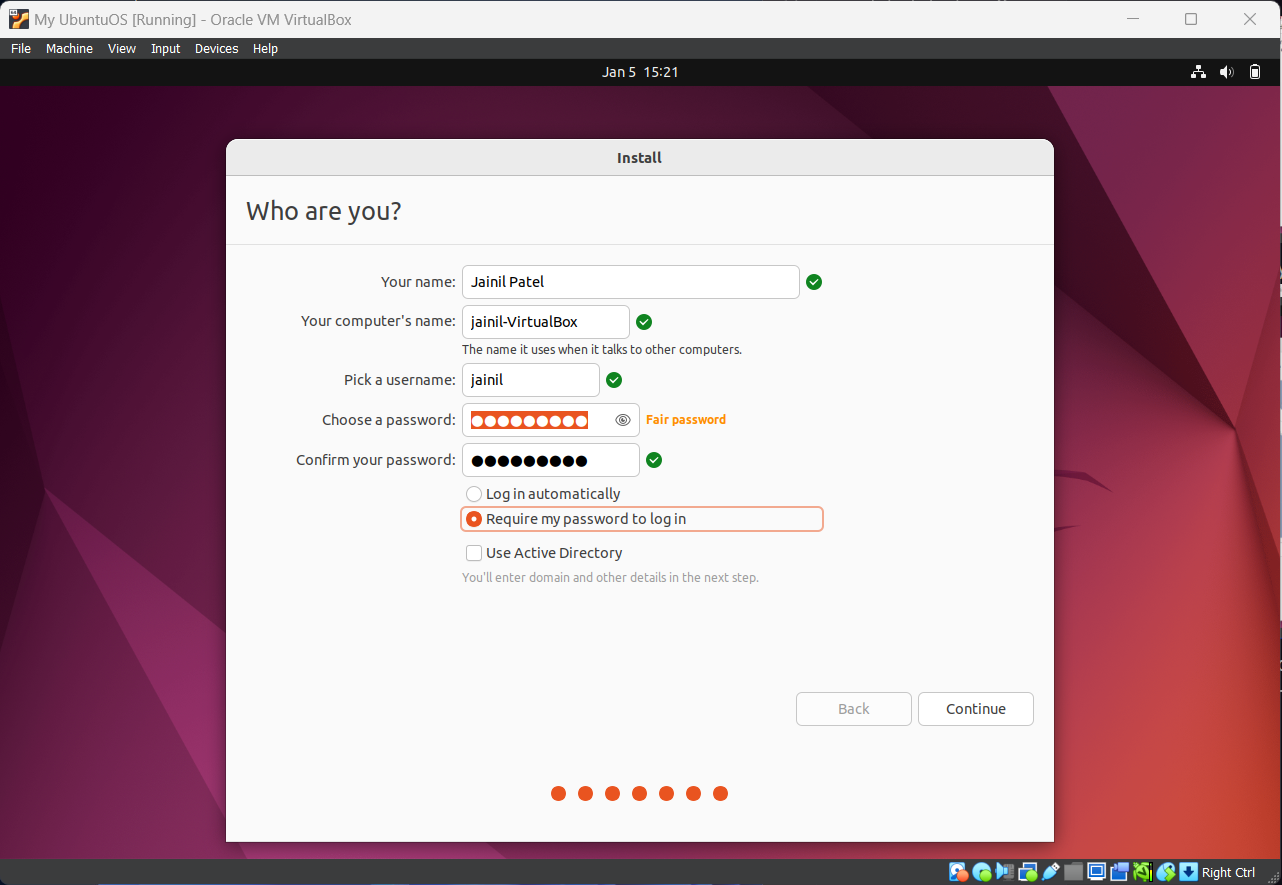 My UbuntuOS [Running] - Oracle VM VirtualBox
File Machine View Input Devices Help
Jan 5 15:21
Install
Who are you?
Your name: Jainil Patel
Your computer's name: jainil-VirtualBox
The name it uses when it talks to other computers.
Pick a username: jainil
Choose a password: ●●●●●●●●● Fair password
Confirm your password: ●●●●●●●●●
Log in automatically
Require my password to log in
Use Active Directory
You'll enter domain and other details in the next step.
Back Continue
Right Ctrl